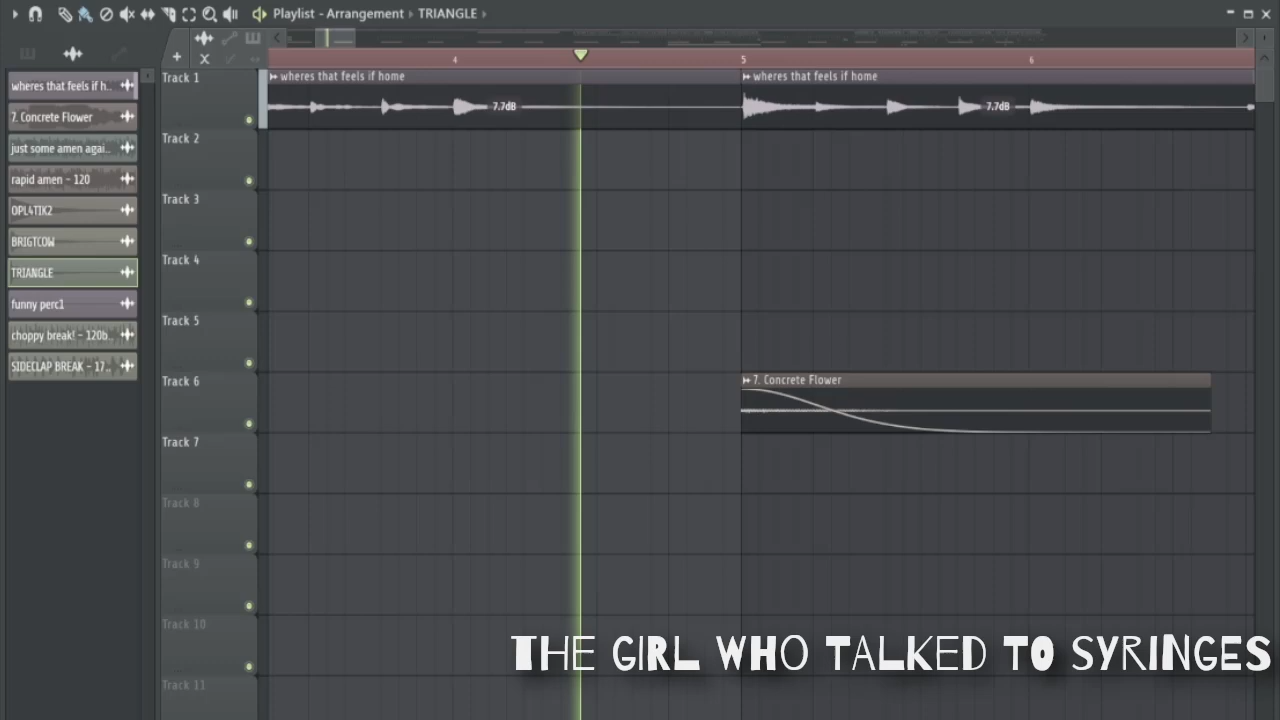 Playlist - Arrangement › TRIANGLE ›
4 5 6
wheres that feels if h..
7. Concrete Flower
just some amen agai..
rapid amen - 120
OPL4TIK2
BRIGTCOW
TRIANGLE
funny perc1
choppy break! - 120b..
SIDECLAP BREAK - 17..
Track 1
wheres that feels if home
wheres that feels if home
7.7dB
7.7dB
Track 2
Track 3
Track 4
Track 5
Track 6
7. Concrete Flower
Track 7
Track 8
Track 9
Track 10
Track 11
THE GIRL WHO TALKED TO SYRINGES